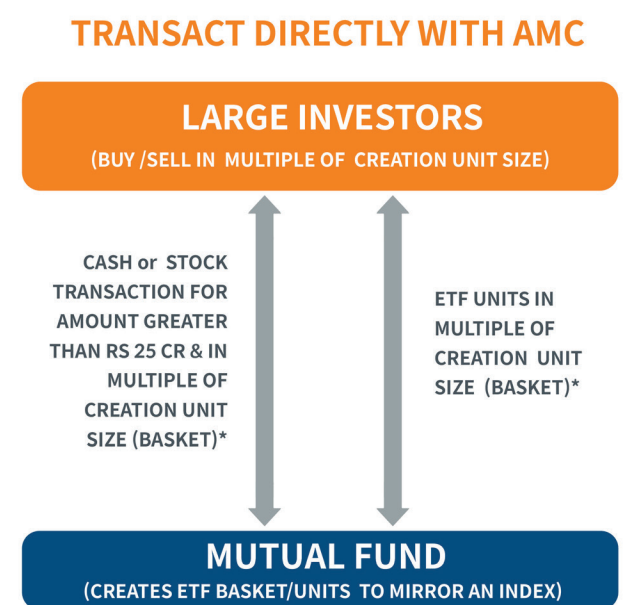 TRANSACT DIRECTLY WITH AMC
LARGE INVESTORS
(BUY /SELL IN MULTIPLE OF CREATION UNIT SIZE)
CASH or STOCK
TRANSACTION FOR
AMOUNT GREATER
THAN RS 25 CR & IN
MULTIPLE OF
CREATION UNIT
SIZE (BASKET)*
ETF UNITS IN
MULTIPLE OF
CREATION UNIT
SIZE (BASKET)*
MUTUAL FUND
(CREATES ETF BASKET/UNITS TO MIRROR AN INDEX)